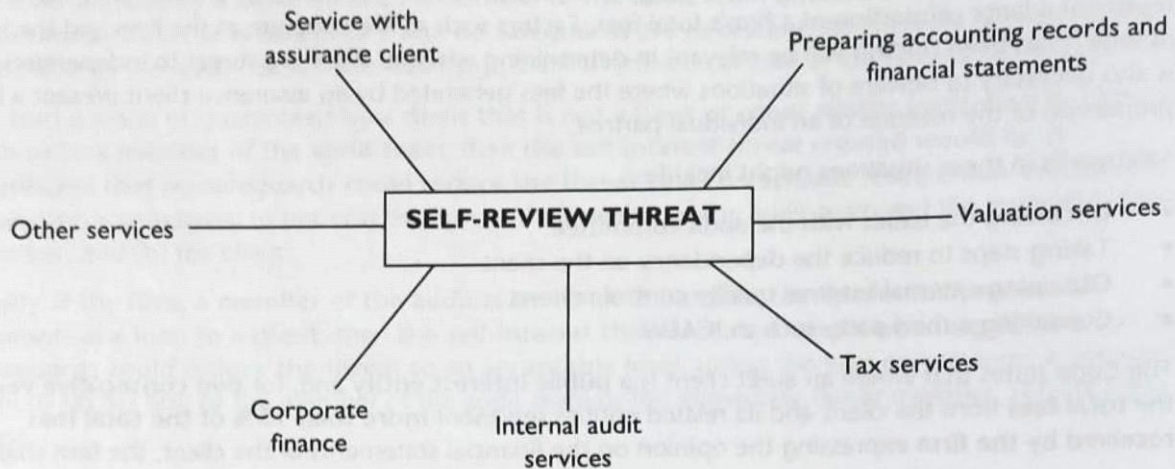 Service with
assurance client
Preparing accounting records and
financial statements
SELF-REVIEW THREAT
Other services
Valuation services
Tax services
Corporate
finance
Internal audit
services